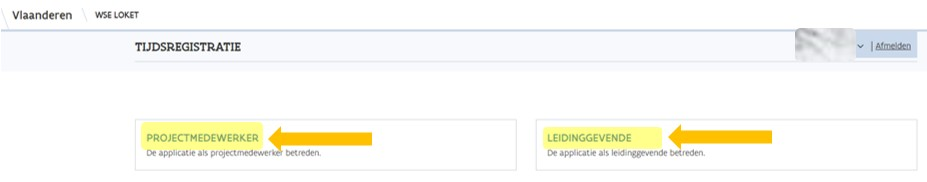 Vlaanderen WSE LOKET
TIJDSREGISTRATIE
| Afmelden
PROJECTMEDEWERKER
De applicatie als projectmedewerker betreden.
LEIDINGGEVENDE
De applicatie als leidinggevende betreden.